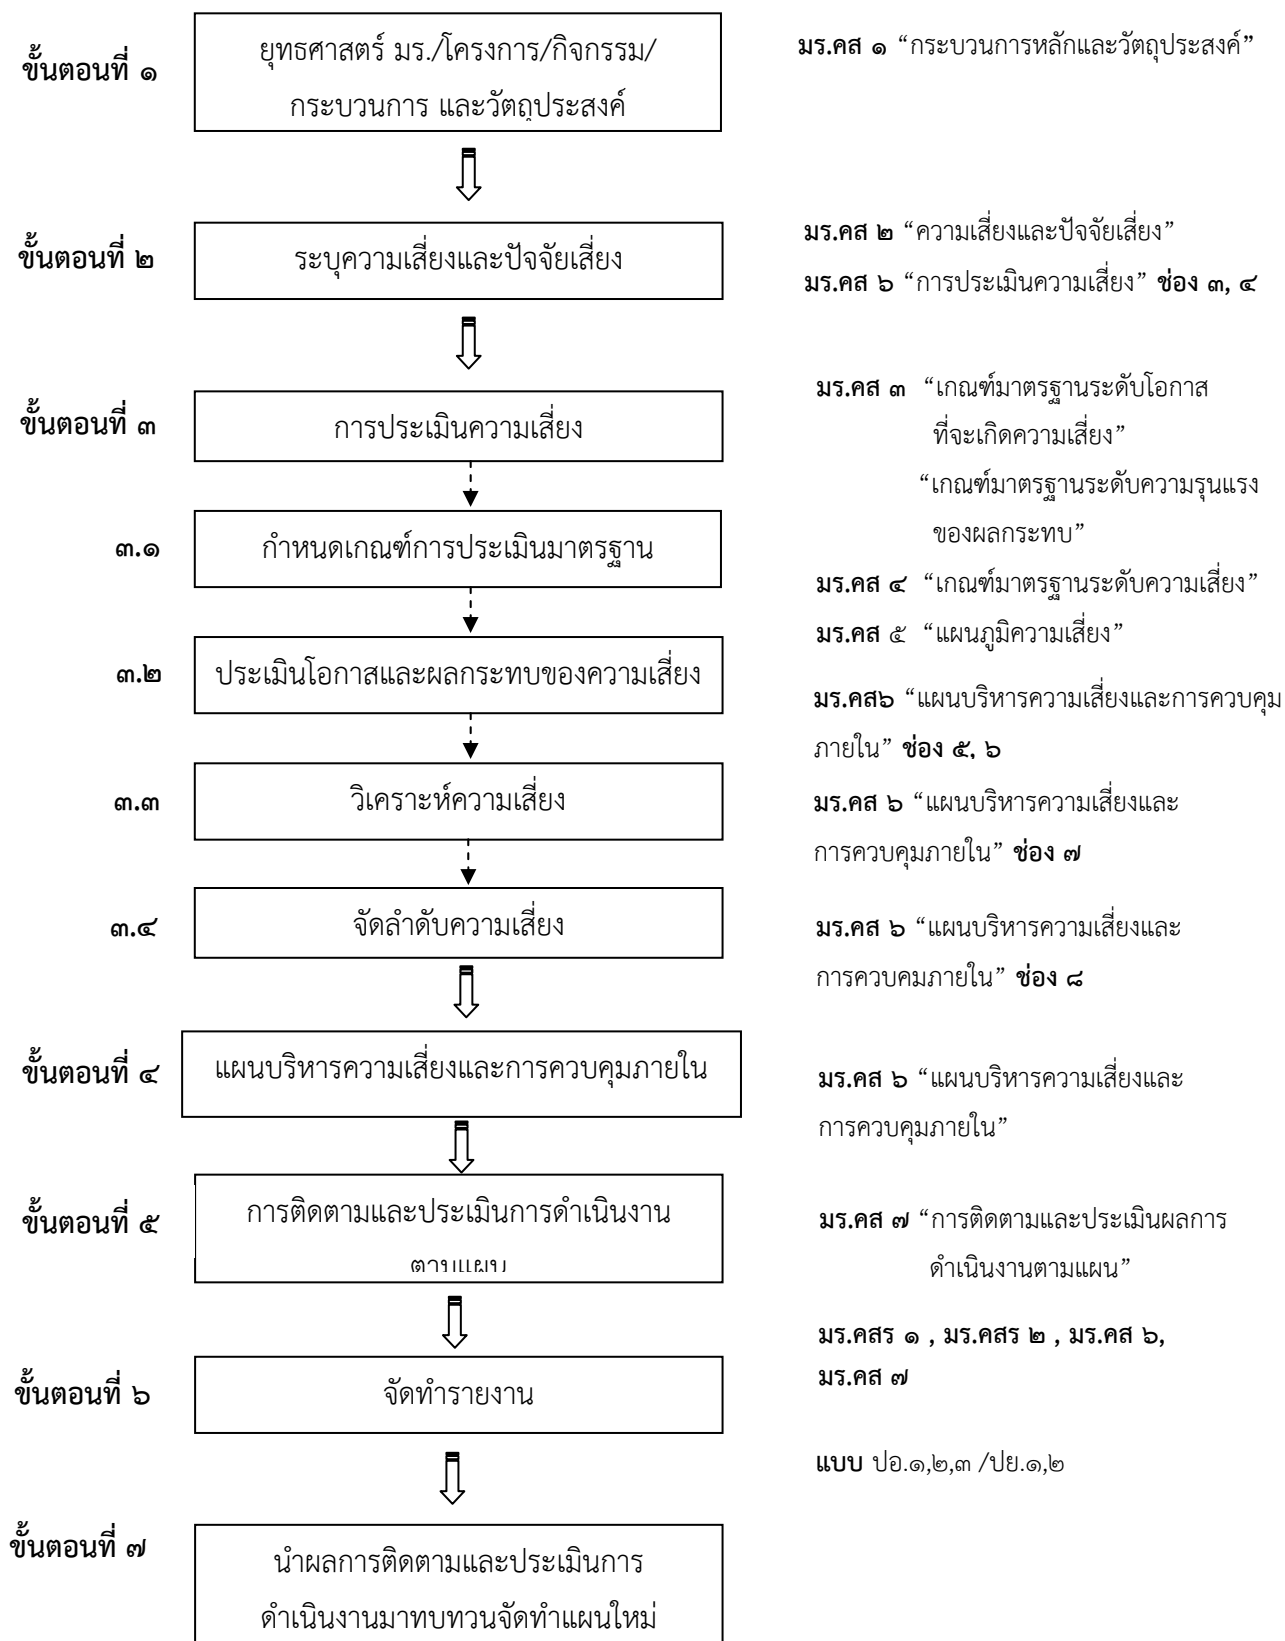 ขั้นตอนที่ ๑
ยุทธศาสตร์ มร./โครงการ/กิจกรรม/
กระบวนการ และวัตถุประสงค์
มร.คส ๑ “กระบวนการหลักและวัตถุประสงค์”
ขั้นตอนที่ ๒
ระบุความเสี่ยงและปัจจัยเสี่ยง
มร.คส ๒ “ความเสี่ยงและปัจจัยเสี่ยง”
มร.คส ๖ “การประเมินความเสี่ยง” ช่อง ๓, ๔
ขั้นตอนที่ ๓
การประเมินความเสี่ยง
มร.คส ๓ “เกณฑ์มาตรฐานระดับโอกาส
ที่จะเกิดความเสี่ยง”
“เกณฑ์มาตรฐานระดับความรุนแรง
ของผลกระทบ”
๓.๑
กำหนดเกณฑ์การประเมินมาตรฐาน
มร.คส ๔ “เกณฑ์มาตรฐานระดับความเสี่ยง”
มร.คส ๕ “แผนภูมิความเสี่ยง”
๓.๒
ประเมินโอกาสและผลกระทบของความเสี่ยง
มร.คส๖ “แผนบริหารความเสี่ยงและการควบคุม
ภายใน” ช่อง ๕, ๖
๓.๓
วิเคราะห์ความเสี่ยง
มร.คส ๖ “แผนบริหารความเสี่ยงและ
การควบคุมภายใน” ช่อง ๗
๓.๔
จัดลำดับความเสี่ยง
มร.คส ๖ “แผนบริหารความเสี่ยงและ
การควบคมภายใน” ช่อง ๘
ขั้นตอนที่ ๔
แผนบริหารความเสี่ยงและการควบคุมภายใน
มร.คส ๖ “แผนบริหารความเสี่ยงและ
การควบคุมภายใน”
ขั้นตอนที่ ๕
การติดตามและประเมินการดำเนินงาน
ตามแผน
มร.คส ๗ “การติดตามและประเมินผลการ
ดำเนินงานตามแผน”
มร.คสร ๑ , มร.คสร ๒ , มร.คส ๖,
มร.คส ๗
ขั้นตอนที่ ๖
จัดทำรายงาน
แบบ ปอ.๑,๒,๓ /ปย.๑,๒
ขั้นตอนที่ ๗
นำผลการติดตามและประเมินการ
ดำเนินงานมาทบทวนจัดทำแผนใหม่